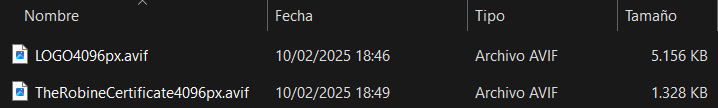 Nombre Fecha Tipo Tamaño
LOGO4096px.avif 10/02/2025 18:46 Archivo AVIF 5.156 KB
TheRobineCertificate4096px.avif 10/02/2025 18:49 Archivo AVIF 1.328 KB